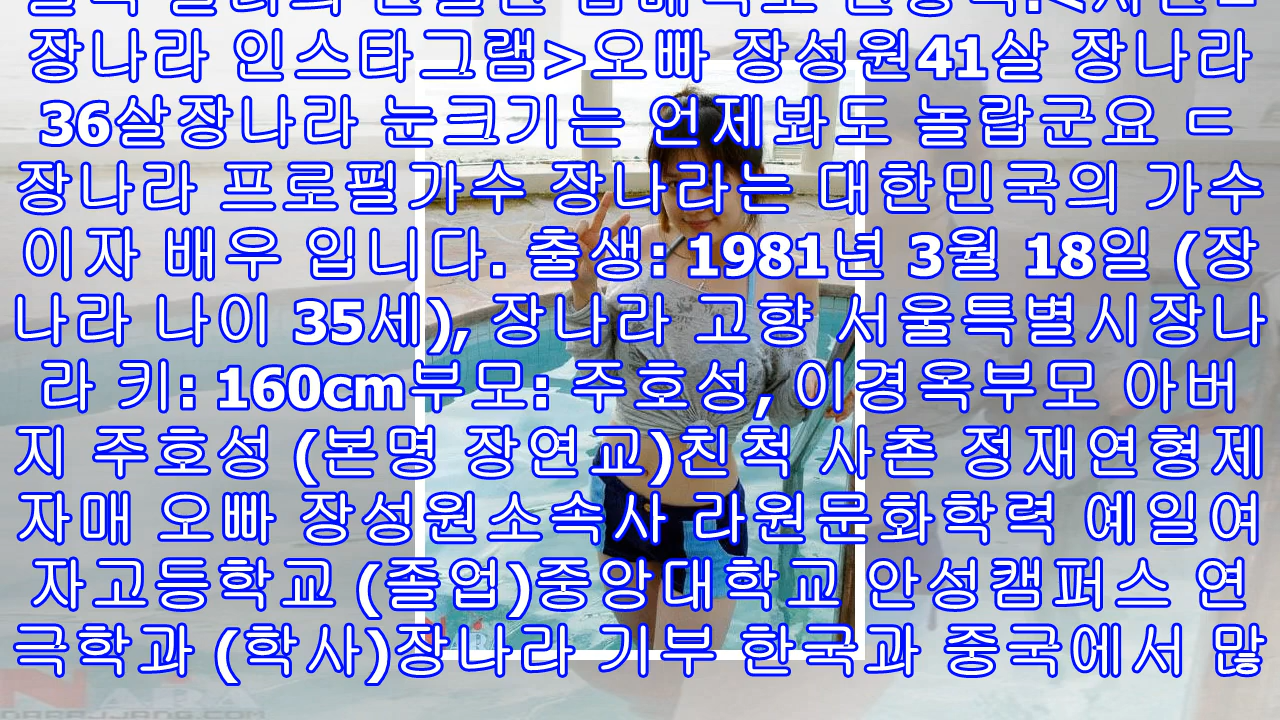 장나라 인스타그램>오빠 장성원41살 장나라
36살장나라 눈크기는 언제봐도 놀랍군요 ㄷ
장나라 프로필가수 장나라는 대한민국의 가수
이자 배우 입니다. 출생: 1981년 3월 18일 (장
나라 나이 35세), 장나라 고향 서울특별시장나
라 키: 160cm부모: 주호성, 이경옥부모 아버
지 주호성 (본명 장연교)친척 사촌 정재연형제
자매 오빠 장성원소속사 라원문화학력 예일여
자고등학교 (졸업)중앙대학교 안성캠퍼스 연
극학과 (학사)장나라 기부 한국과 중국에서 많